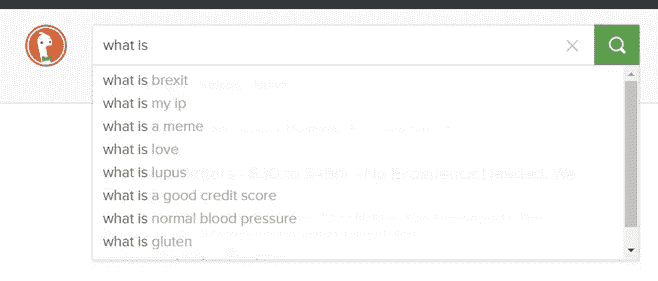 what is
what is brexit
what is my ip
what is a meme
what is love
what is lupus
what is a good credit score
what is normal blood pressure
what is gluten